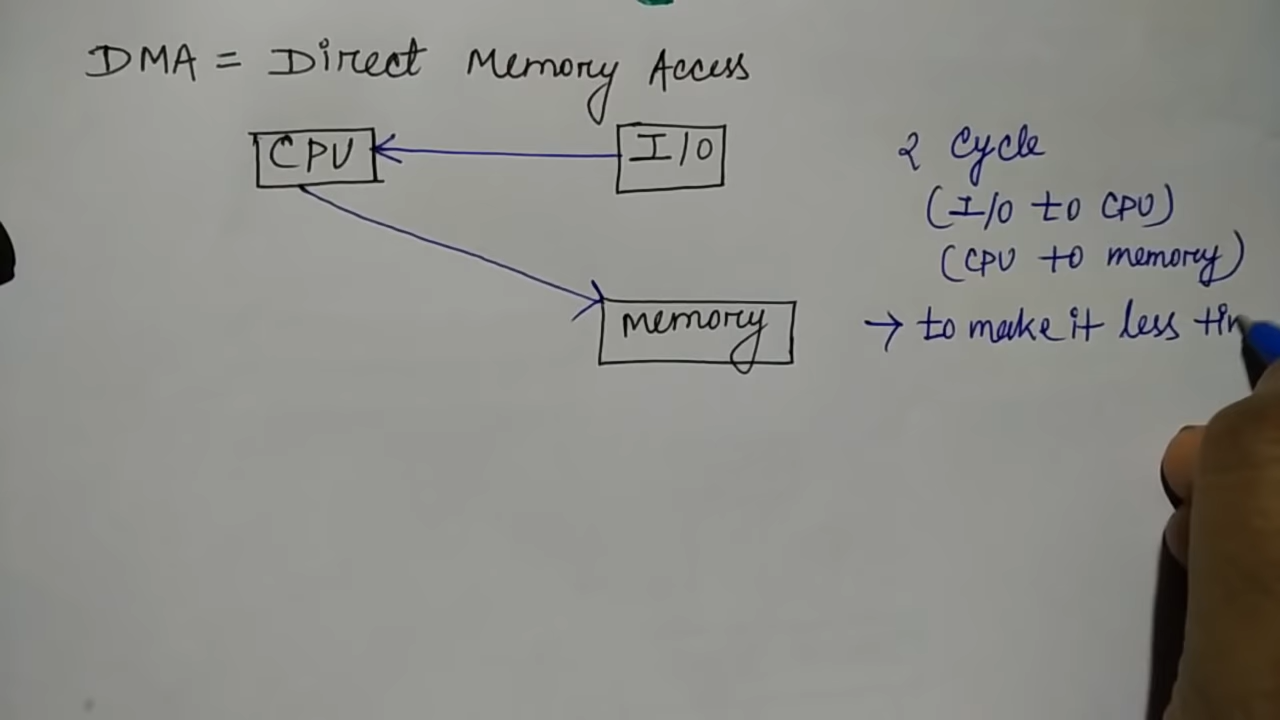 DMA = Direct Memory Access
CPU
I/O
memory
2 Cycle
(I/O to CPU)
(CPU to memory)
→ to make it less